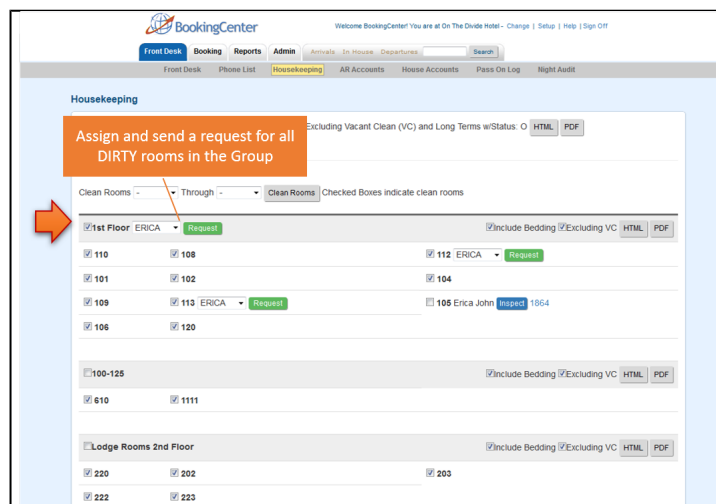 BookingCenter
Welcome BookingCenter! You are at On The Divide Hotel - Change | Setup | Help | Sign Off
Front Desk Booking Reports Admin Arrivals In House Departures Search
Front Desk Phone List Housekeeping AR Accounts House Accounts Pass On Log Night Audit
Housekeeping
Excluding Vacant Clean (VC) and Long Terms w/Status: O HTML PDF
Assign and send a request for all
DIRTY rooms in the Group
Clean Rooms - Through - Clean Rooms Checked Boxes indicate clean rooms
1st Floor ERICA Request Include Bedding Excluding VC HTML PDF
110 108 112 ERICA Request
101 102 104
109 113 ERICA Request 105 Erica John Inspect 1864
106 120
100-125 Include Bedding Excluding VC HTML PDF
610 1111
Lodge Rooms 2nd Floor Include Bedding Excluding VC HTML PDF
220 202 203
222 223